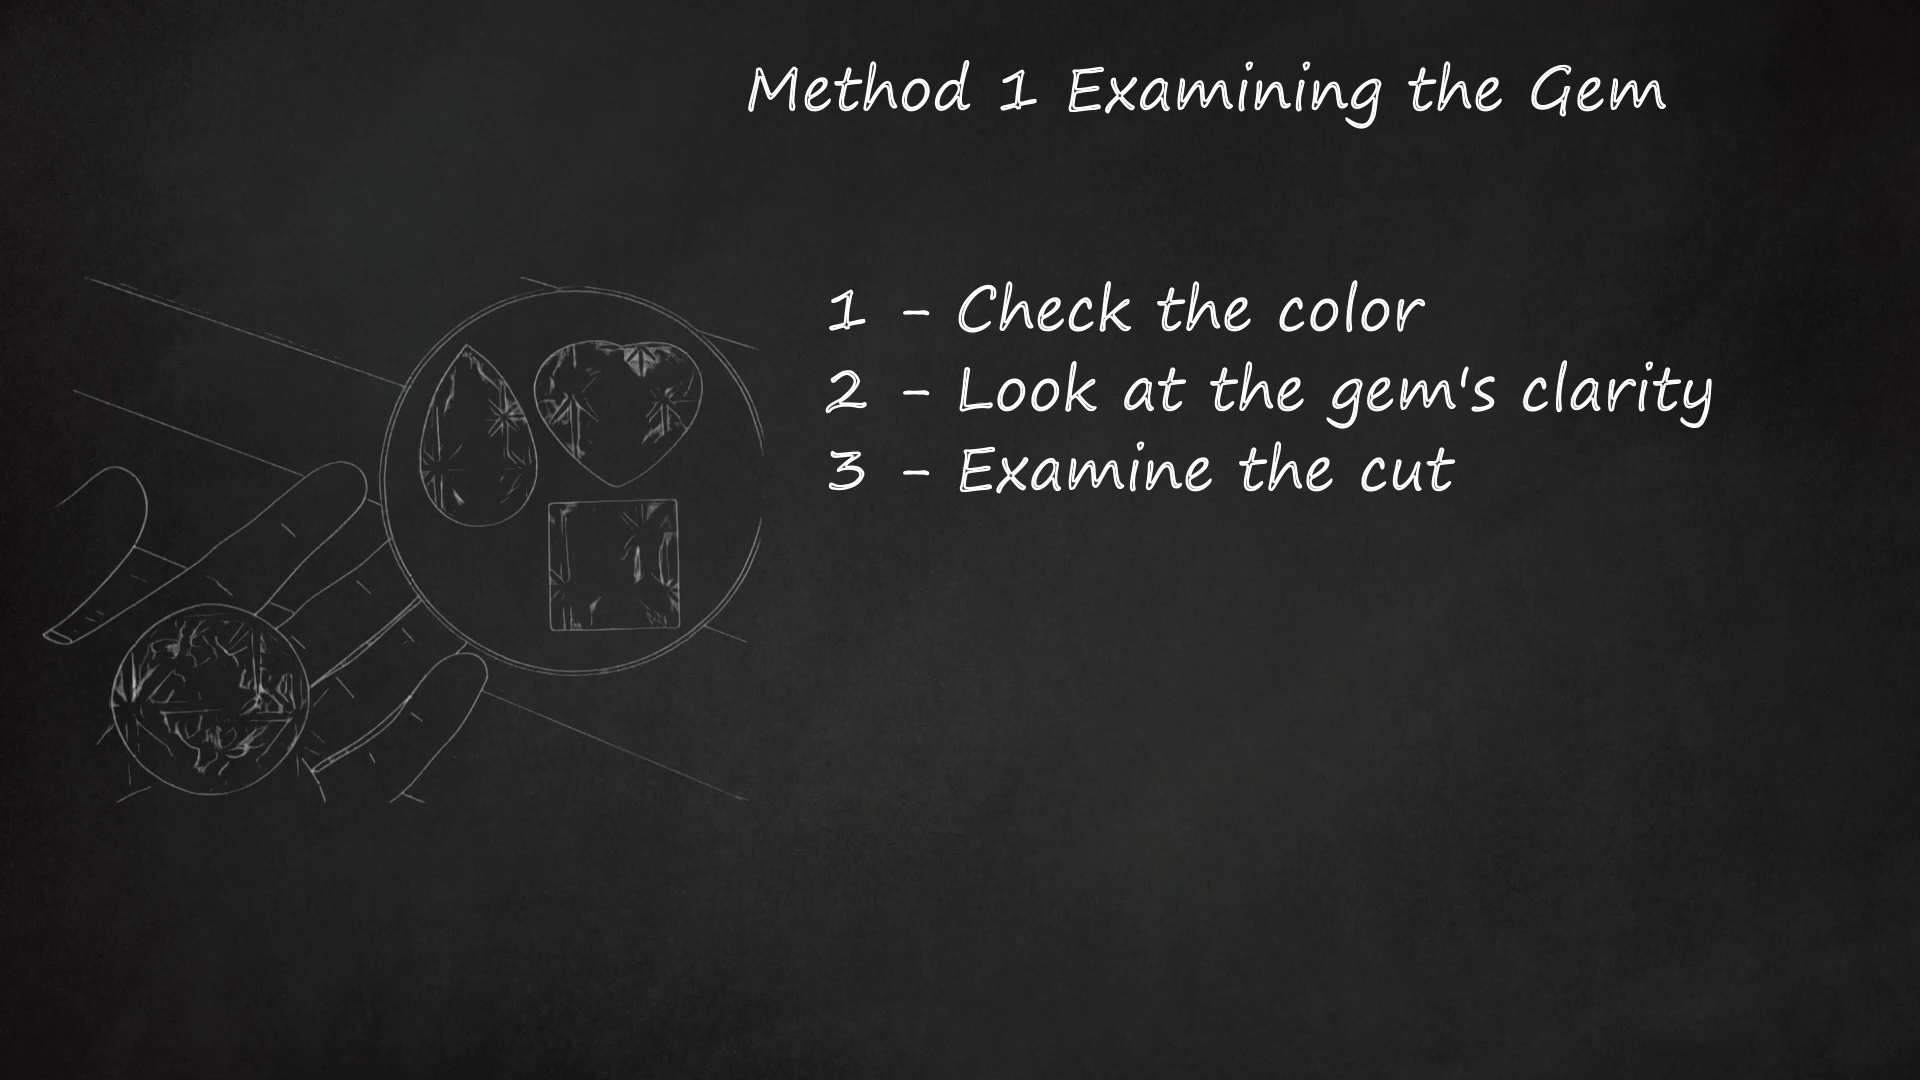 Method 1 Examining the Gem
1 - Check the color
2 - Look at the gem's clarity
3 - Examine the cut